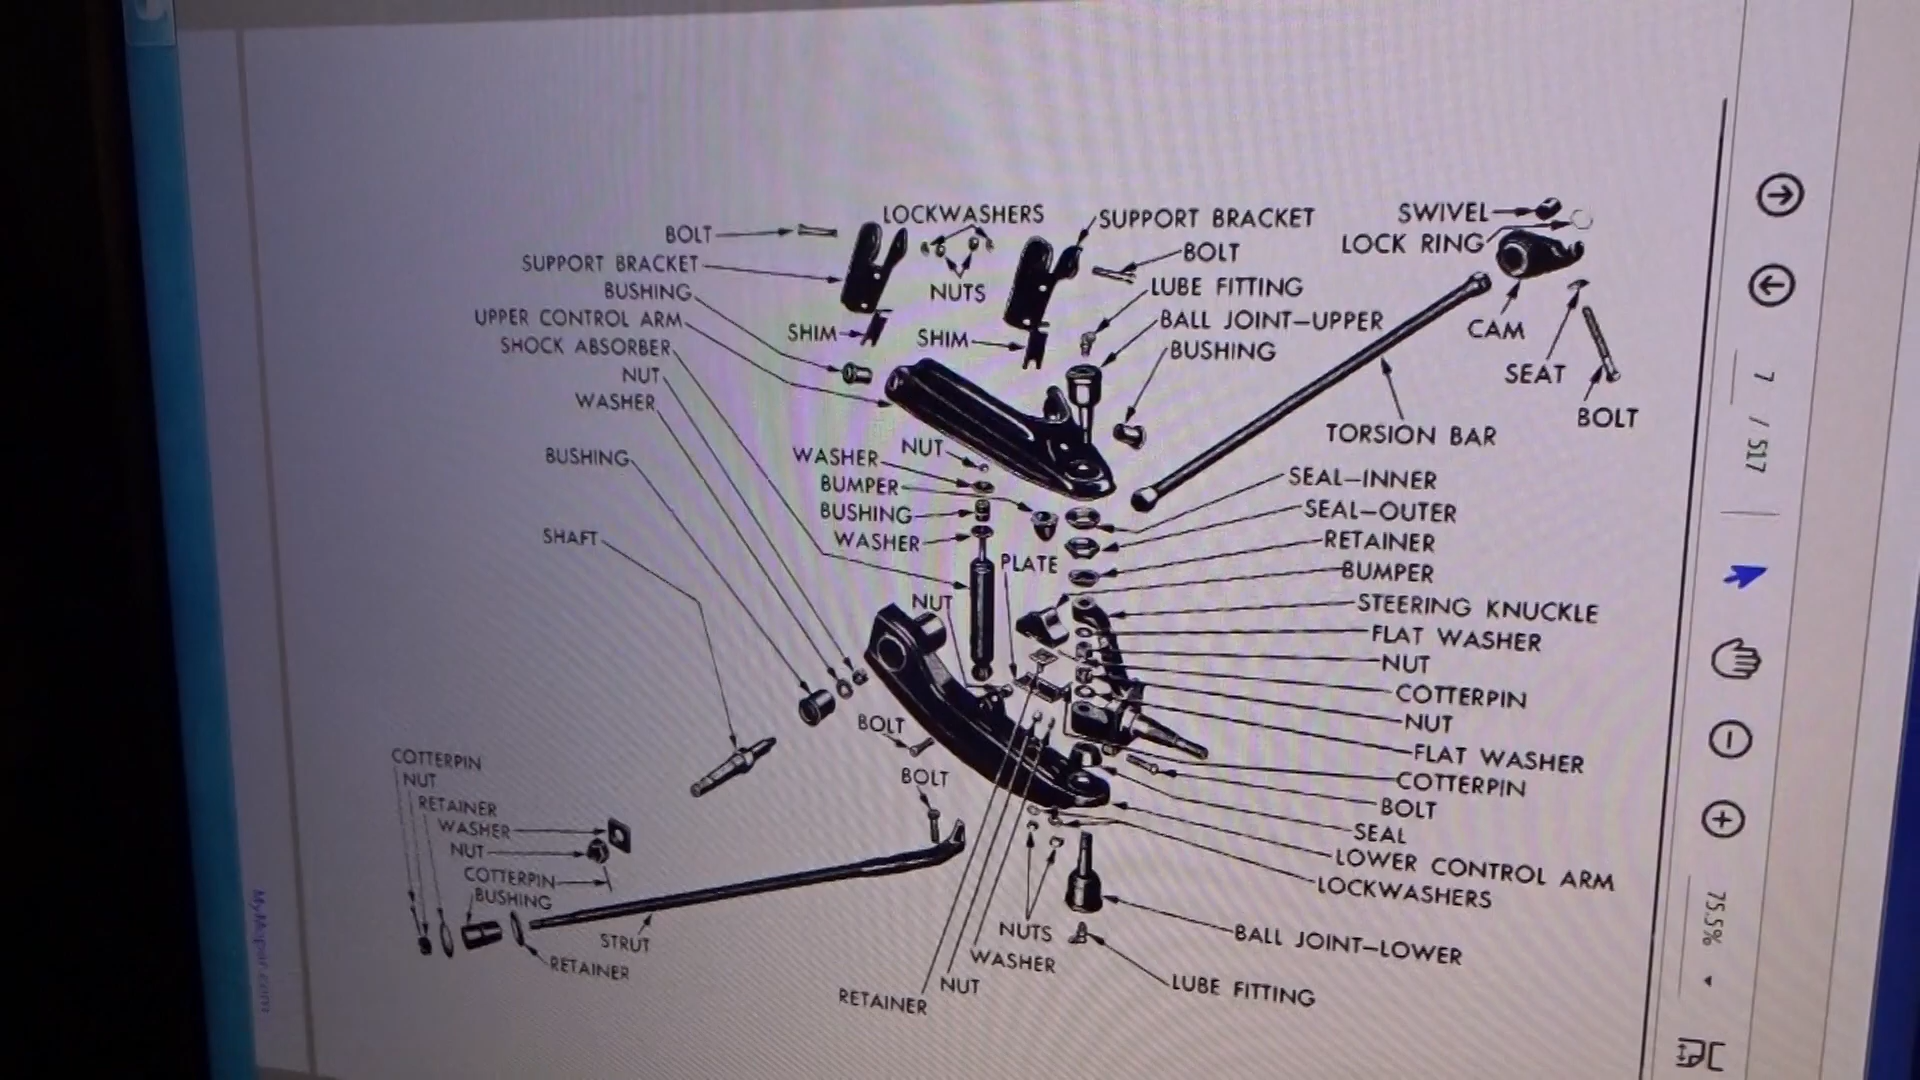 LOCKWASHERS
SUPPORT BRACKET
SWIVEL
BOLT
LOCK RING
SUPPORT BRACKET
BOLT
BUSHING
NUTS
LUBE FITTING
UPPER CONTROL ARM
SHIM
SHIM
BALL JOINT—UPPER
CAM
SHOCK ABSORBER
BUSHING
SEAT
NUT
BOLT
WASHER
TORSION BAR
NUT
BUSHING
WASHER
SEAL—INNER
BUMPER
BUSHING
SEAL—OUTER
SHAFT
WASHER
RETAINER
PLATE
BUMPER
NUT
STEERING KNUCKLE
FLAT WASHER
NUT
COTTERPIN
BOLT
NUT
FLAT WASHER
COTTERPIN
BOLT
COTTERPIN
NUT
BOLT
RETAINER
SEAL
WASHER
LOWER CONTROL ARM
NUT
LOCKWASHERS
COTTERPIN
BUSHING
STRUT
NUTS
BALL JOINT—LOWER
RETAINER
WASHER
NUT
LUBE FITTING
RETAINER
7 / 517
75.5%
MyMopar.com